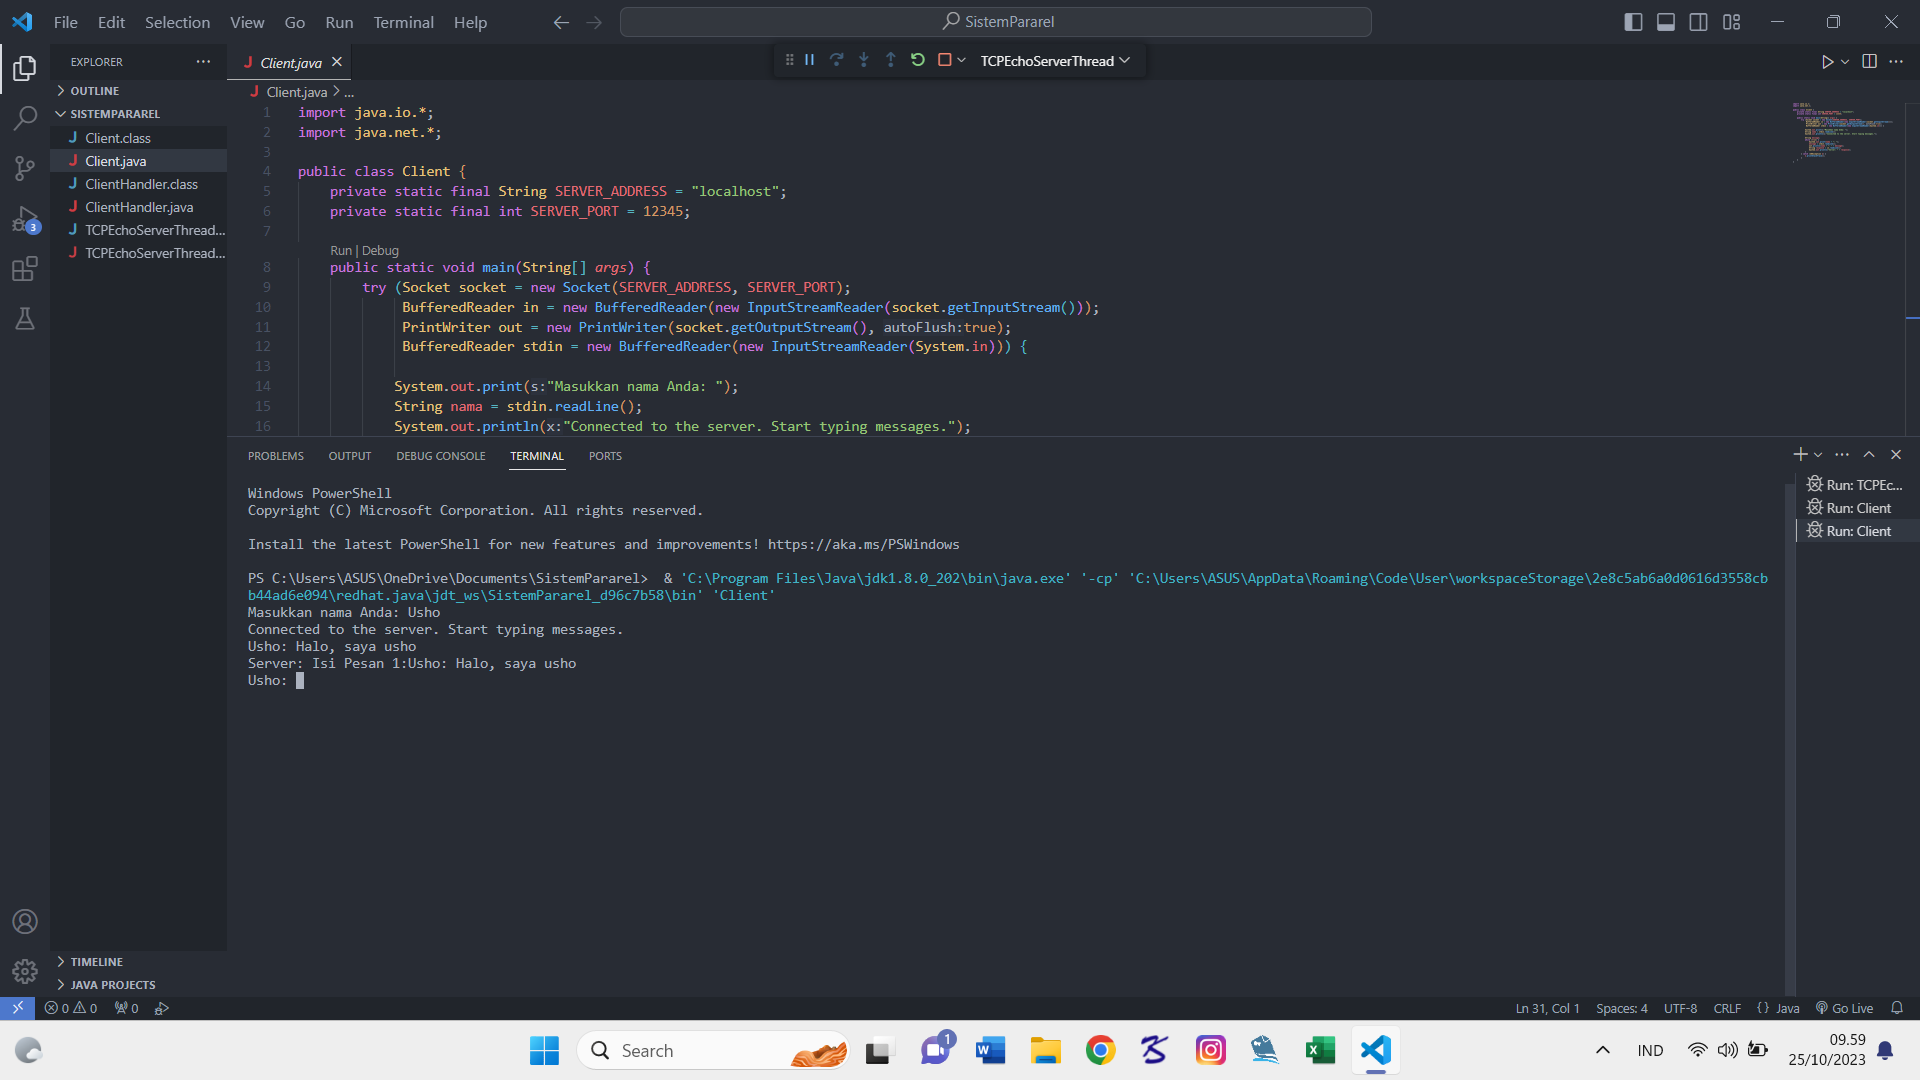 File Edit Selection View Go Run Terminal Help
SistemPararel
EXPLORER
OUTLINE
SISTEMPARAREL
Client.class
Client.java
ClientHandler.class
ClientHandler.java
TCPEchoServerThread...
TCPEchoServerThread...
TIMELINE
JAVA PROJECTS
3
Client.java
TCPEchoServerThread
Client.java > ...
1 import java.io.*;
2 import java.net.*;
3
4 public class Client {
5 private static final String SERVER_ADDRESS = "localhost";
6 private static final int SERVER_PORT = 12345;
7
Run | Debug
8 public static void main(String[] args) {
9 try (Socket socket = new Socket(SERVER_ADDRESS, SERVER_PORT);
10 BufferedReader in = new BufferedReader(new InputStreamReader(socket.getInputStream()));
11 PrintWriter out = new PrintWriter(socket.getOutputStream(), autoFlush:true);
12 BufferedReader stdin = new BufferedReader(new InputStreamReader(System.in))) {
13
14 System.out.print(s:"Masukkan nama Anda: ");
15 String nama = stdin.readLine();
16 System.out.println(x:"Connected to the server. Start typing messages.");
PROBLEMS OUTPUT DEBUG CONSOLE TERMINAL PORTS
Windows PowerShell
Copyright (C) Microsoft Corporation. All rights reserved.
Install the latest PowerShell for new features and improvements! https://aka.ms/PSWindows
PS C:\Users\ASUS\OneDrive\Documents\SistemPararel> & 'C:\Program Files\Java\jdk1.8.0_202\bin\java.exe' '-cp' 'C:\Users\ASUS\AppData\Roaming\Code\User\workspaceStorage\2e8c5ab6a0d0616d3558cb
b44ad6e094\redhat.java\jdt_ws\SistemPararel_d96c7b58\bin' 'Client'
Masukkan nama Anda: Usho
Connected to the server. Start typing messages.
Usho: Halo, saya usho
Server: Isi Pesan 1:Usho: Halo, saya usho
Usho:
Run: TCPEc...
Run: Client
Run: Client
0 0 0
Ln 31, Col 1 Spaces: 4 UTF-8 CRLF {} Java Go Live
Search
1
IND
09.59
25/10/2023